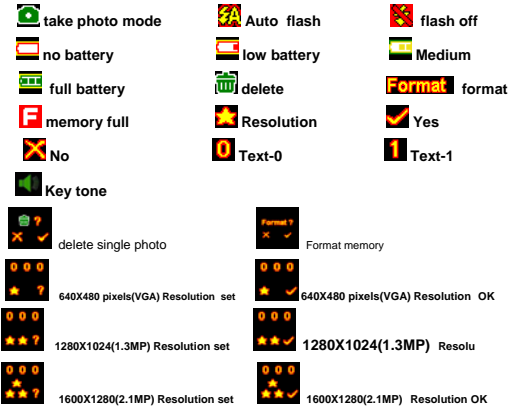 take photo mode
Auto flash
flash off
no battery
low battery
Medium
full battery
delete
Format format
F memory full
Resolution
Yes
No
0 Text-0
1 Text-1
Key tone
?
delete single photo
Format ?
Format memory
0 0 0
?
640X480 pixels(VGA) Resolution set
0 0 0
640X480 pixels(VGA) Resolution OK
0 0 0
?
1280X1024(1.3MP) Resolution set
0 0 0
1280X1024(1.3MP) Resolu
0 0 0
?
1600X1280(2.1MP) Resolution set
0 0 0
1600X1280(2.1MP) Resolution OK